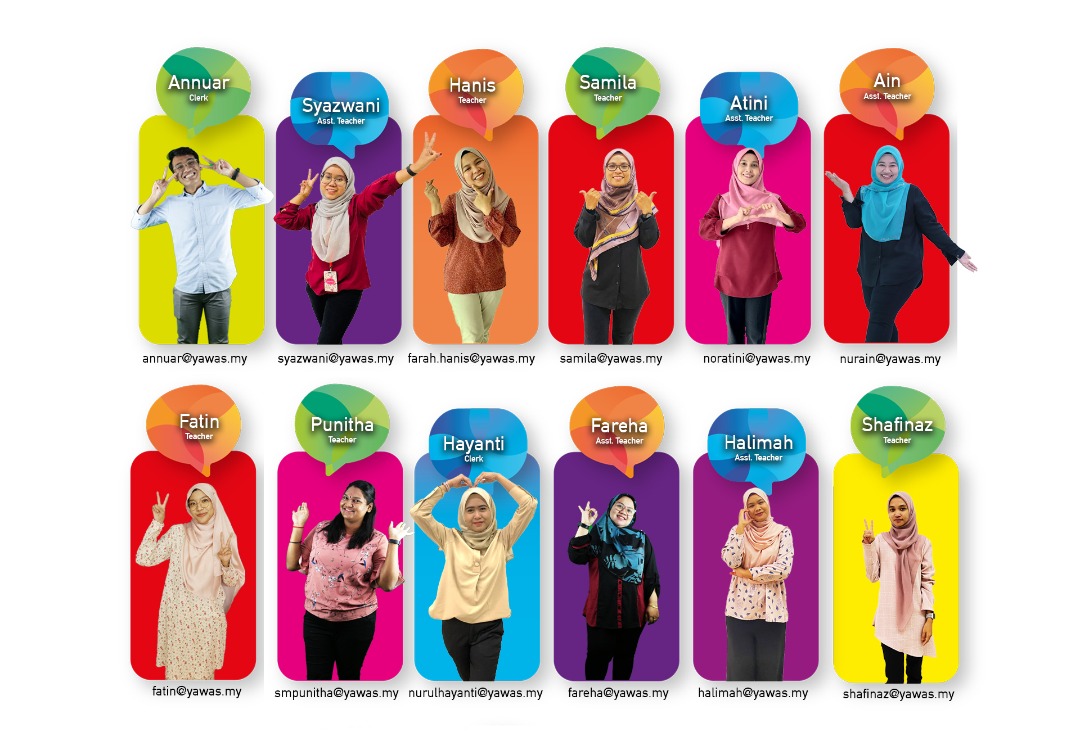 Annuar
Clerk
Syazwani
Asst. Teacher
Hanis
Teacher
Samila
Teacher
Atini
Asst. Teacher
Ain
Asst. Teacher
annuar@yawas.my
syazwani@yawas.my
farah.hanis@yawas.my
samila@yawas.my
noratini@yawas.my
nurain@yawas.my
Fatin
Teacher
Punitha
Teacher
Hayanti
Clerk
Fareha
Asst. Teacher
Halimah
Asst. Teacher
Shafinaz
Teacher
fatin@yawas.my
smpunitha@yawas.my
nurulhayanti@yawas.my
fareha@yawas.my
halimah@yawas.my
shafinaz@yawas.my